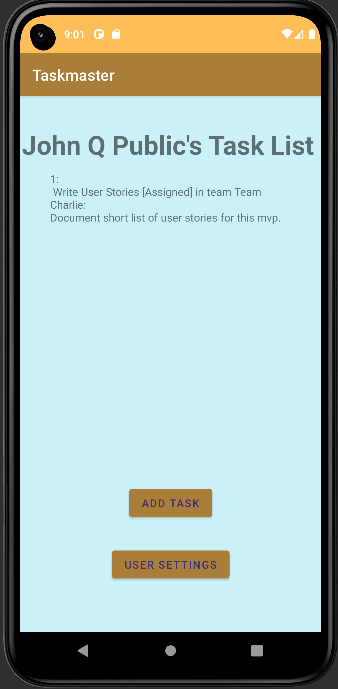 9:01
Taskmaster
John Q Public's Task List
1:
Write User Stories [Assigned] in team Team
Charlie:
Document short list of user stories for this mvp.
ADD TASK
USER SETTINGS